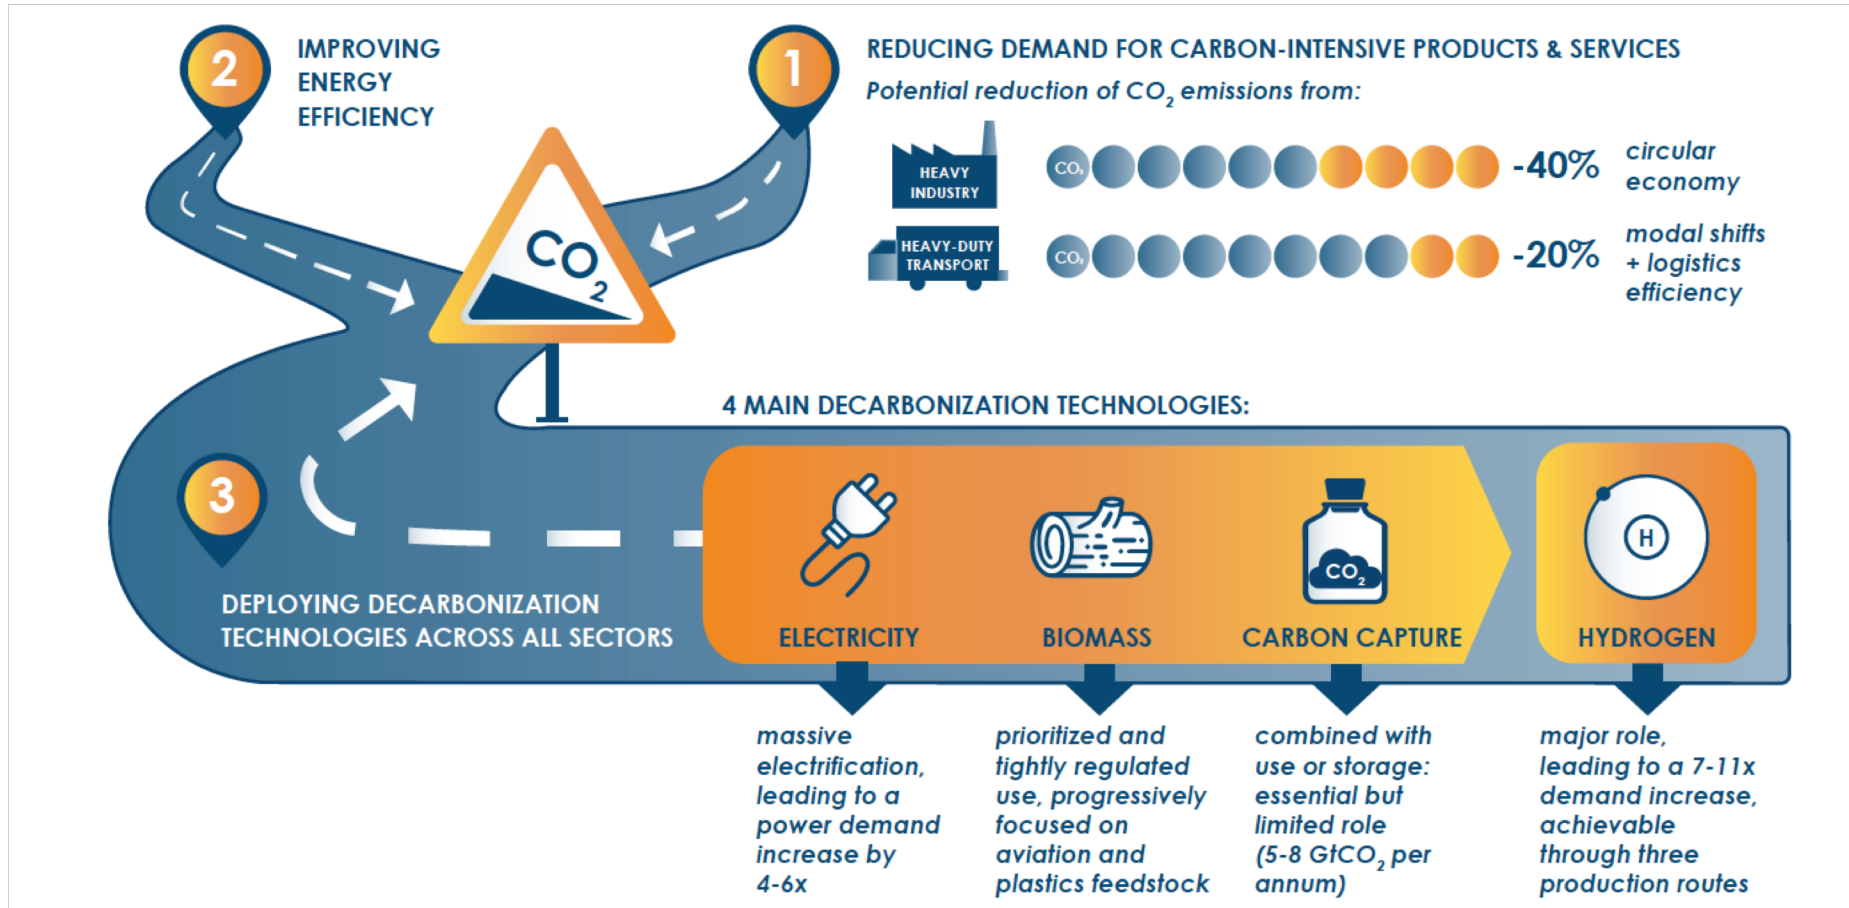 2
IMPROVING
ENERGY
EFFICIENCY
1
REDUCING DEMAND FOR CARBON-INTENSIVE PRODUCTS & SERVICES
Potential reduction of CO₂ emissions from:
HEAVY
INDUSTRY
CO₂
-40%
circular
economy
HEAVY-DUTY
TRANSPORT
CO₂
-20%
modal shifts
+ logistics
efficiency
CO₂
4 MAIN DECARBONIZATION TECHNOLOGIES:
3
DEPLOYING DECARBONIZATION
TECHNOLOGIES ACROSS ALL SECTORS
ELECTRICITY
BIOMASS
CO₂
CARBON CAPTURE
H
HYDROGEN
massive
electrification,
leading to a
power demand
increase by
4-6x
prioritized and
tightly regulated
use, progressively
focused on
aviation and
plastics feedstock
combined with
use or storage:
essential but
limited role
(5-8 GtCO₂ per
annum)
major role,
leading to a 7-11x
demand increase,
achievable
through three
production routes